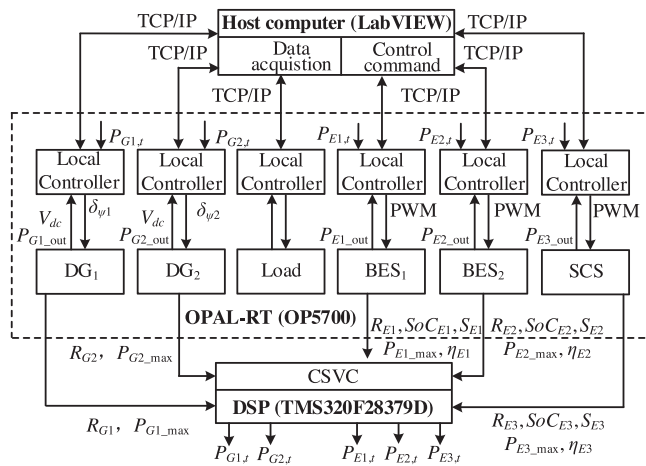 TCP/IP Host computer (LabVIEW) TCP/IP
Data acquistion Control command
TCP/IP TCP/IP
TCP/IP TCP/IP
P_{G1,t} P_{G2,t} P_{E1,t} P_{E2,t} P_{E3,t}
Local Controller Local Controller Local Controller Local Controller Local Controller Local Controller
V_{dc} δ_{ψ1} V_{dc} δ_{ψ2} PWM PWM PWM
P_{G1_out} P_{G2_out} P_{E1_out} P_{E2_out} P_{E3_out}
DG_1 DG_2 Load BES_1 BES_2 SCS
OPAL-RT (OP5700)
R_{E1}, SoC_{E1}, S_{E1} R_{E2}, SoC_{E2}, S_{E2}
R_{G2}, P_{G2_max} P_{E1_max}, η_{E1} P_{E2_max}, η_{E2}
CSVC
DSP (TMS320F28379D)
R_{G1}, P_{G1_max} R_{E3}, SoC_{E3}, S_{E3}
P_{E3_max}, η_{E3}
P_{G1,t} P_{G2,t} P_{E1,t} P_{E2,t} P_{E3,t}